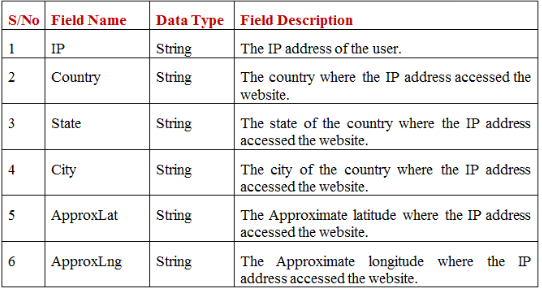 S/No Field Name Data Type Field Description
1 IP String The IP address of the user.
2 Country String The country where the IP address accessed the
website.
3 State String The state of the country where the IP address
accessed the website.
4 City String The city of the country where the IP address
accessed the website.
5 ApproxLat String The Approximate latitude where the IP address
accessed the website.
6 ApproxLng String The Approximate longitude where the IP
address accessed the website.